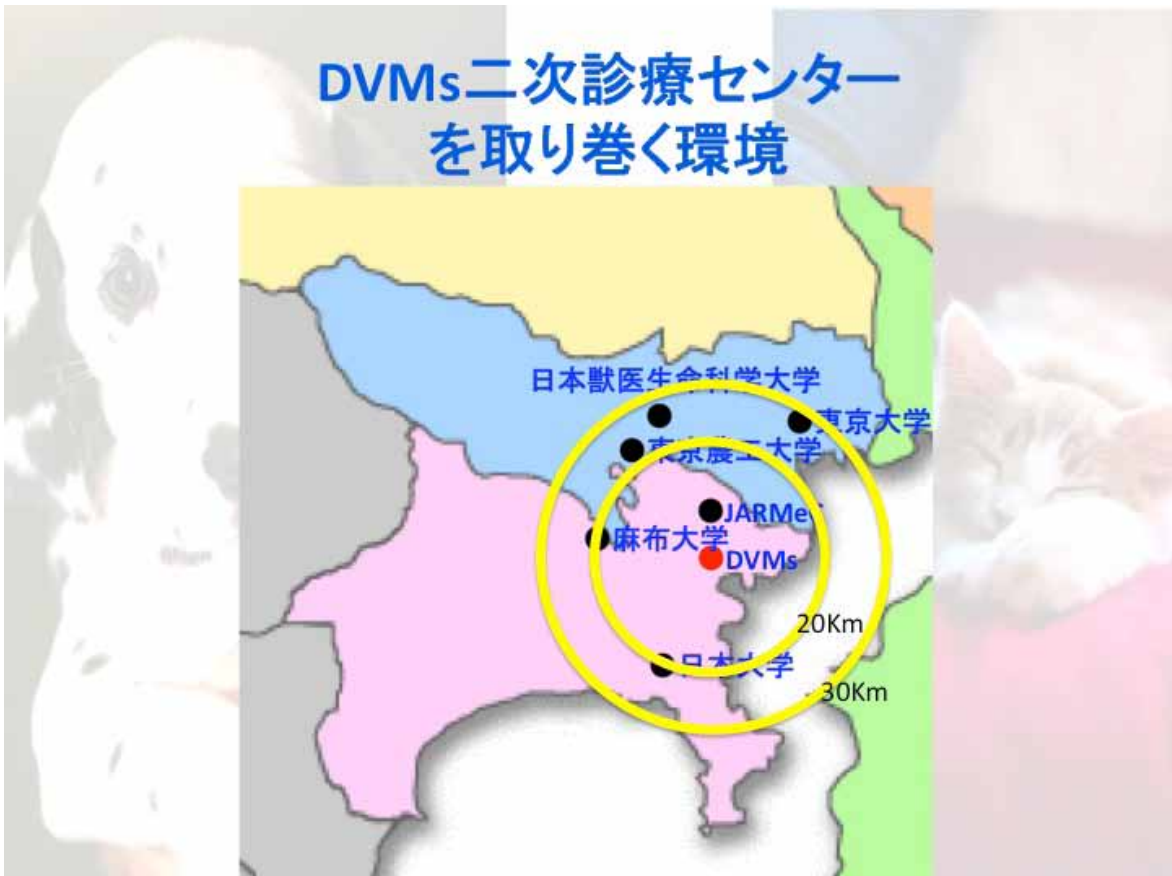 DVMs二次診療センター
を取り巻く環境
日本獣医生命科学大学
東京大学
東京農工大学
JARMeC
麻布大学
DVMs
20Km
日本大学
30Km